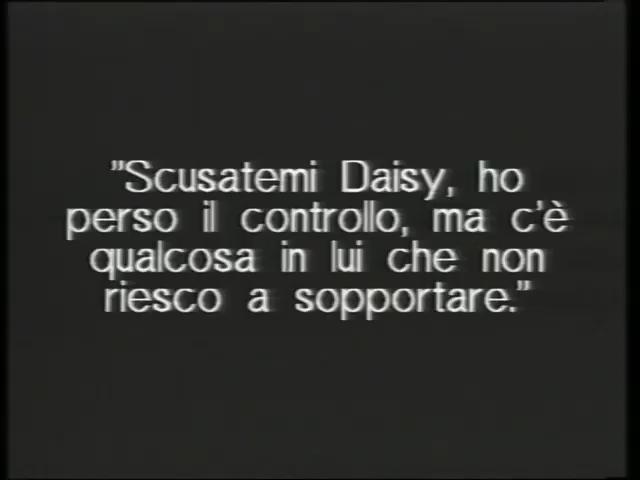 "Scusatemi Daisy, ho
perso il controllo, ma c'è
qualcosa in lui che non
riesco a sopportare."